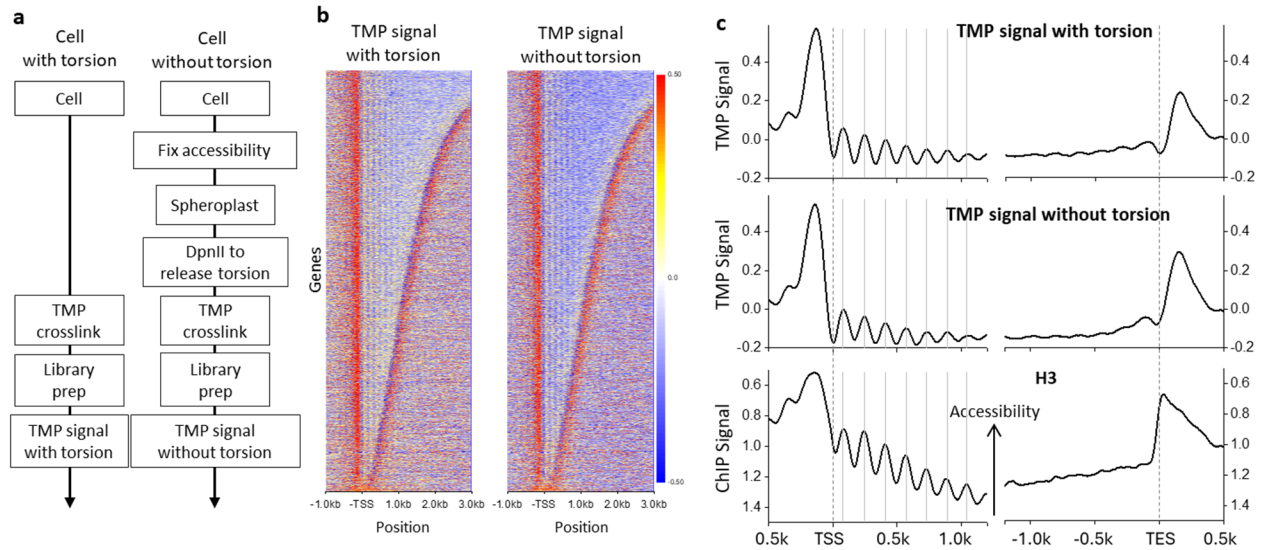 a
Cell
with torsion
Cell
without torsion
Cell
Cell
Fix accessibility
Spheroplast
DpnII to
release torsion
TMP
crosslink
TMP
crosslink
Library
prep
Library
prep
TMP signal
with torsion
TMP signal
without torsion
b
TMP signal
with torsion
TMP signal
without torsion
Genes
0.50
0.0
-0.50
-1.0kb -TSS 1.0kb 2.0kb 3.0kb
-1.0kb -TSS 1.0kb 2.0kb 3.0kb
Position
Position
c
TMP signal with torsion
TMP Signal
0.4
0.2
0.0
-0.2
0.4
0.2
0.0
-0.2
TMP signal without torsion
TMP Signal
0.4
0.2
0.0
-0.2
0.4
0.2
0.0
-0.2
H3
Accessibility
ChIP Signal
0.6
0.8
1.0
1.2
1.4
0.6
0.8
1.0
1.2
1.4
0.5k TSS 0.5k 1.0k
-1.0k -0.5k TES 0.5k